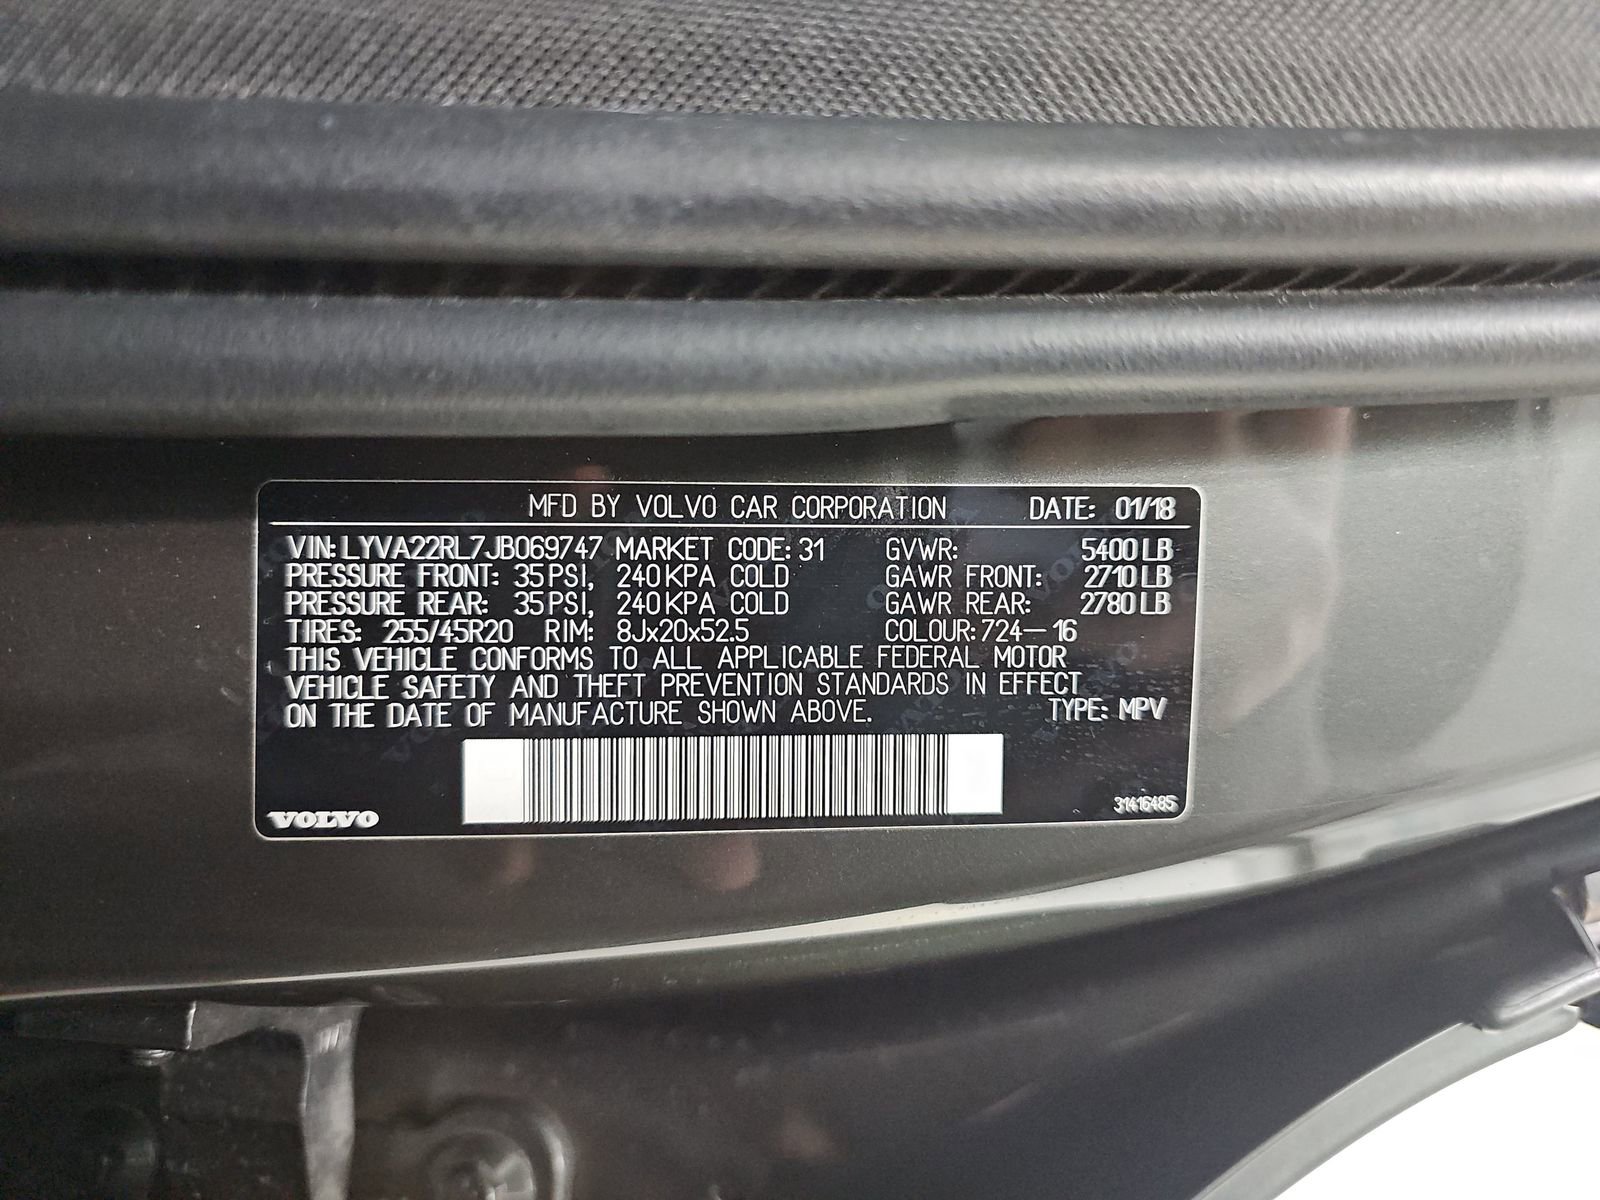 MFD BY VOLVO CAR CORPORATION DATE: 01/18
VIN: LYVA22RL7JB069747 MARKET CODE: 31 GVWR: 5400 LB
PRESSURE FRONT: 35 PSI, 240 KPA COLD GAWR FRONT: 2710 LB
PRESSURE REAR: 35 PSI, 240 KPA COLD GAWR REAR: 2780 LB
TIRES: 255/45R20 RIM: 8Jx20x52.5 COLOUR: 724-16
THIS VEHICLE CONFORMS TO ALL APPLICABLE FEDERAL MOTOR
VEHICLE SAFETY AND THEFT PREVENTION STANDARDS IN EFFECT
ON THE DATE OF MANUFACTURE SHOWN ABOVE. TYPE: MPV
VOLVO 31416485